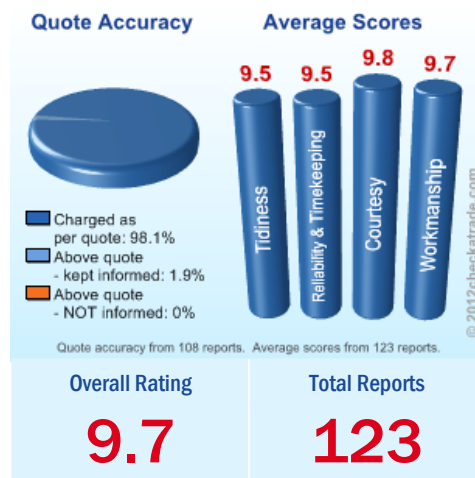 Quote Accuracy
Average Scores
9.5
9.5
9.8
9.7
Tidiness
Reliability & Timekeeping
Courtesy
Workmanship
Charged as
per quote: 98.1%
Above quote
- kept informed: 1.9%
Above quote
- NOT informed: 0%
© 2012checkatrade.com
Quote accuracy from 108 reports. Average scores from 123 reports.
Overall Rating
Total Reports
9.7
123